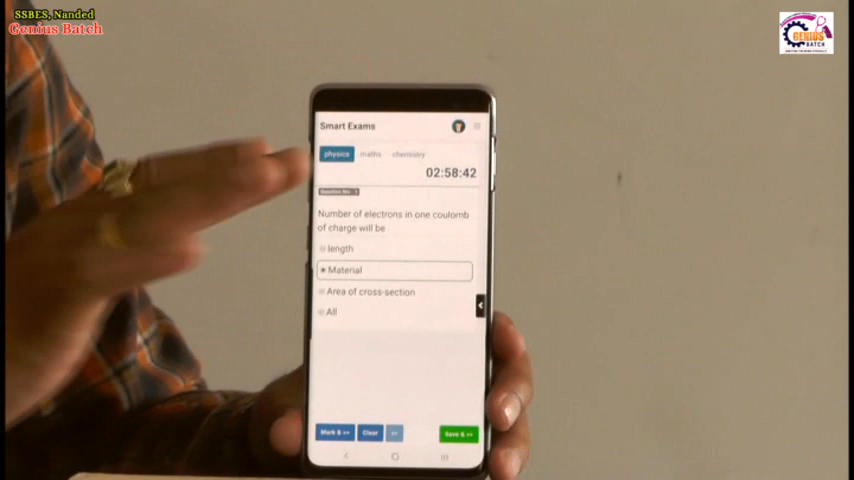 SSBES, Nanded
Genius Batch
GENIUS
BATCH
Smart Exams
physics maths chemistry
02:58:42
Question No. 1
Number of electrons in one coulomb
of charge will be
length
Material
Area of cross-section
All
Mark & >> Clear >> Save & >>